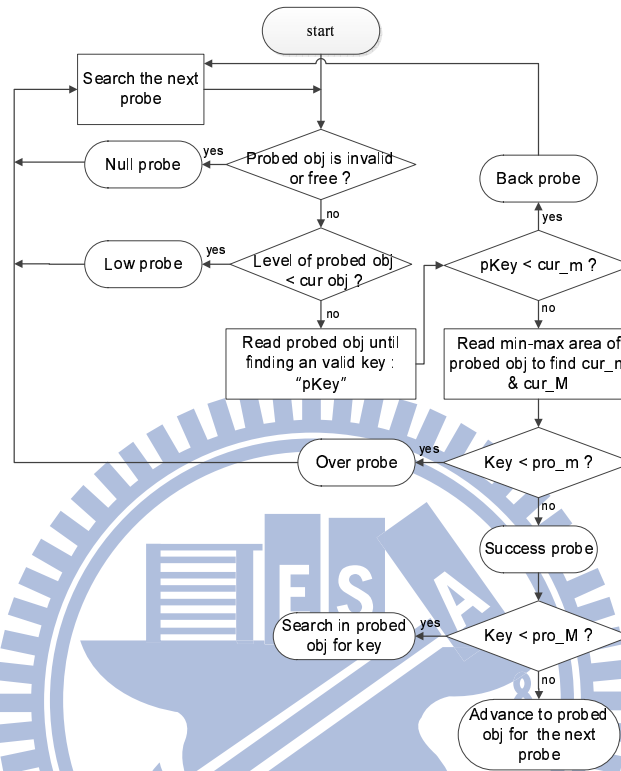 start
Search the next
probe
Probed obj is invalid
or free ?
yes
Null probe
no
Back probe
yes
Level of probed obj
< cur obj ?
yes
Low probe
no
pKey < cur_m ?
no
Read probed obj until
finding an valid key :
“pKey”
Read min-max area of
probed obj to find cur_m
& cur_M
Key < pro_m ?
yes
Over probe
no
Success probe
E S A
Key < pro_M ?
yes
Search in probed
obj for key
no
8
Advance to probed
obj for the next
probe